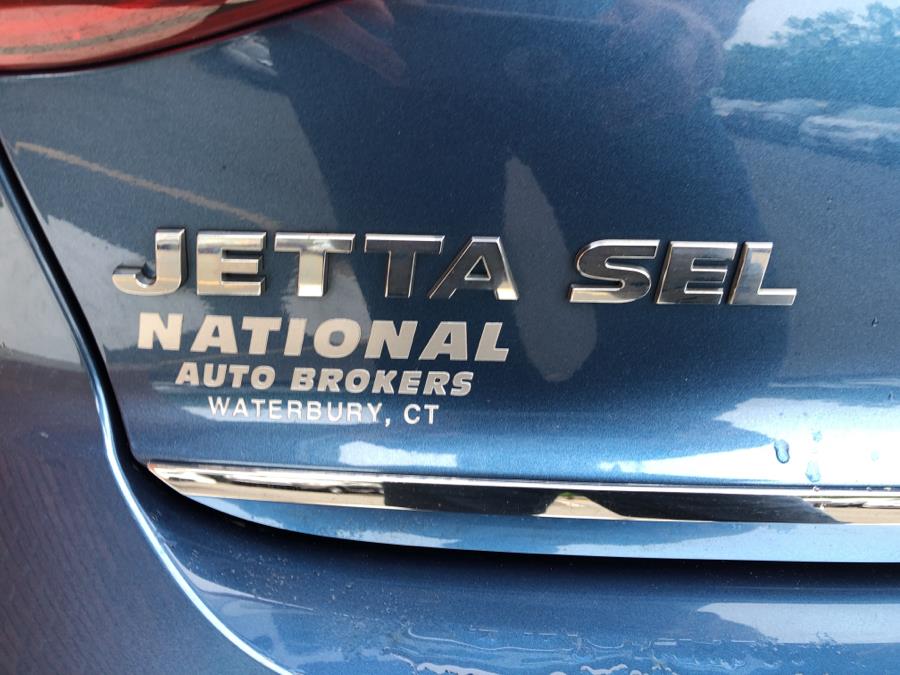 JETTA SEL
NATIONAL
AUTO BROKERS
WATERBURY, CT